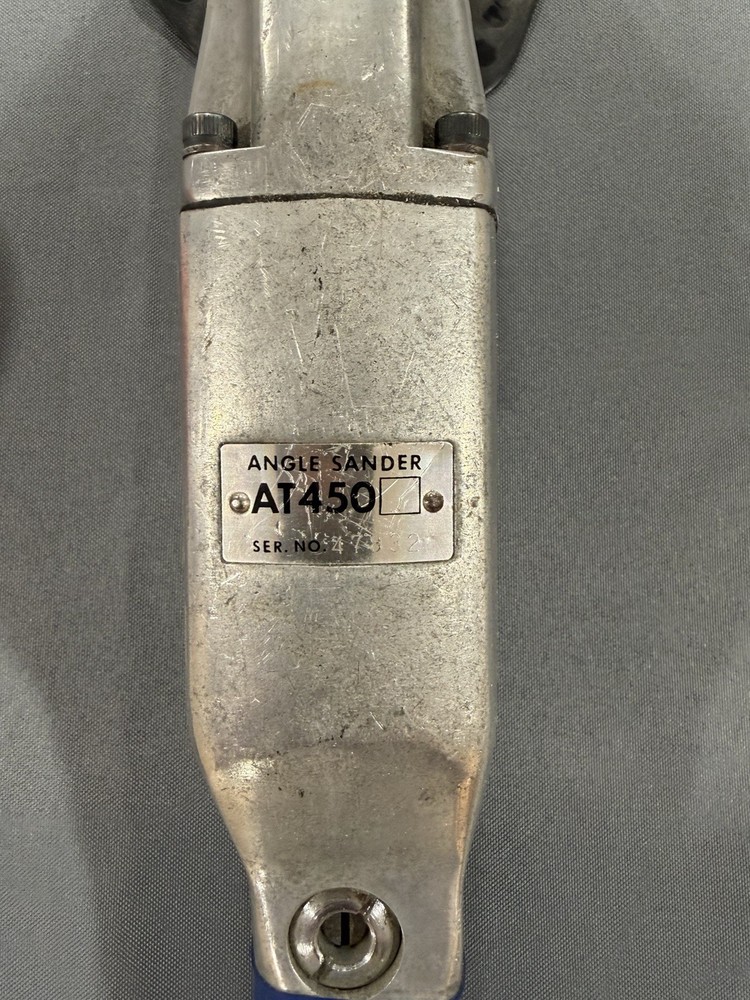 ANGLE SANDER
AT450
SER. NO.